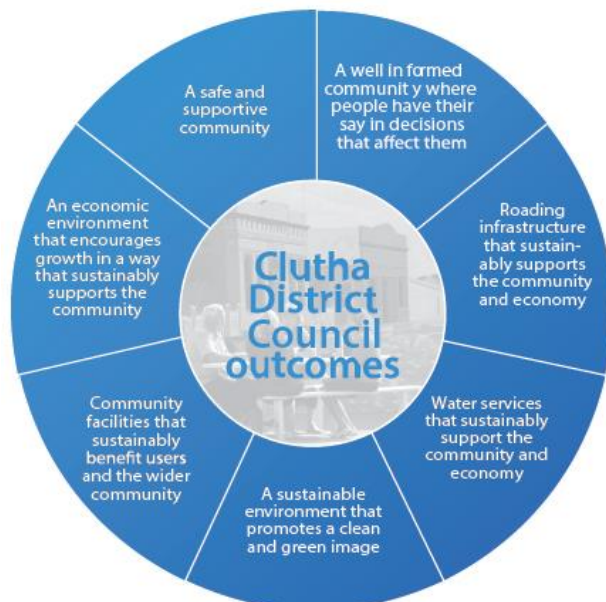 A safe and
supportive
community
A well in formed
communit y where
people have their
say in decisions
that affect them
Roading
infrastructure
that sustain-
ably supports
the community
and economy
Water services
that sustainably
support the
community and
economy
A sustainable
environment that
promotes a clean
and green image
Community
facilities that
sustainably
benefit users
and the wider
community
An economic
environment
that encourages
growth in a way
that sustainably
supports the
community
Clutha
District
Council
outcomes